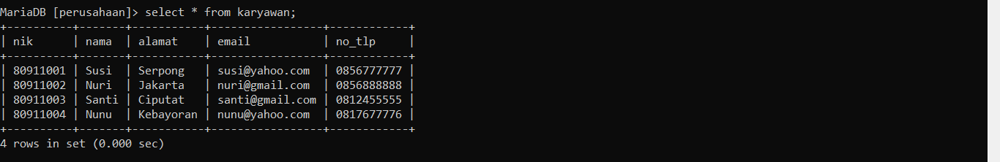 MariaDB [perusahaan]> select * from karyawan;
+----------+-------+-----------+-----------------+------------+
| nik      | nama  | alamat    | email           | no_tlp     |
+----------+-------+-----------+-----------------+------------+
| 80911001 | Susi  | Serpong   | susi@yahoo.com  | 0856777777 |
| 80911002 | Nuri  | Jakarta   | nuri@gmail.com  | 0856888888 |
| 80911003 | Santi | Ciputat   | santi@gmail.com | 0812455555 |
| 80911004 | Nunu  | Kebayoran | nunu@yahoo.com  | 0817677776 |
+----------+-------+-----------+-----------------+------------+
4 rows in set (0.000 sec)